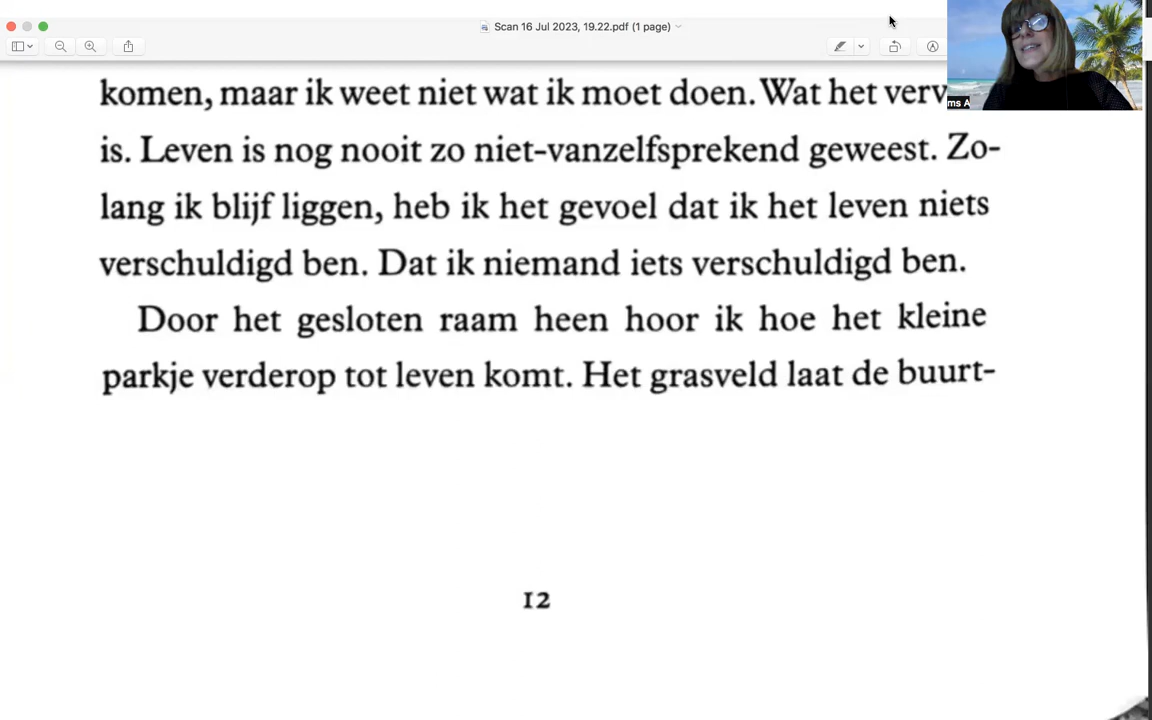 Scan 16 Jul 2023, 19.22.pdf (1 page)
komen, maar ik weet niet wat ik moet doen. Wat het
is. Leven is nog nooit zo niet-vanzelfsprekend geweest. Zo-
lang ik blijf liggen, heb ik het gevoel dat ik het leven niets
verschuldigd ben. Dat ik niemand iets verschuldigd ben.
Door het gesloten raam heen hoor ik hoe het kleine
parkje verderop tot leven komt. Het grasveld laat de buurt-
12